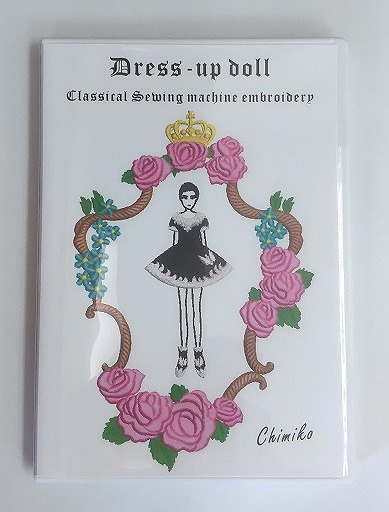 Dress-up doll
Classical Sewing machine embroidery
Chimiko